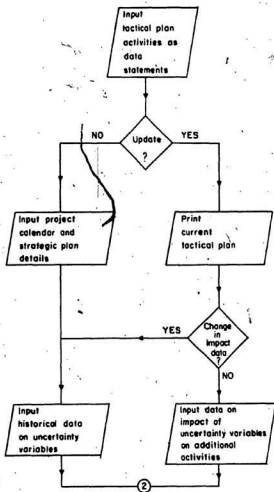 Input
tactical plan
activities as
data
statements
NO
Update
?
YES
Input project
calendar and
strategic plan
details
Print
current
tactical plan
YES
Change
in
impact
data
?
NO
Input
historical data
on uncertainty
variables
Input data on
impact of
uncertainty variables
on additional
activities
2